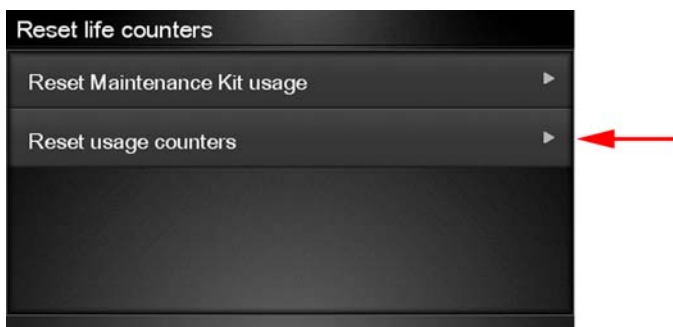 Reset life counters
Reset Maintenance Kit usage
Reset usage counters